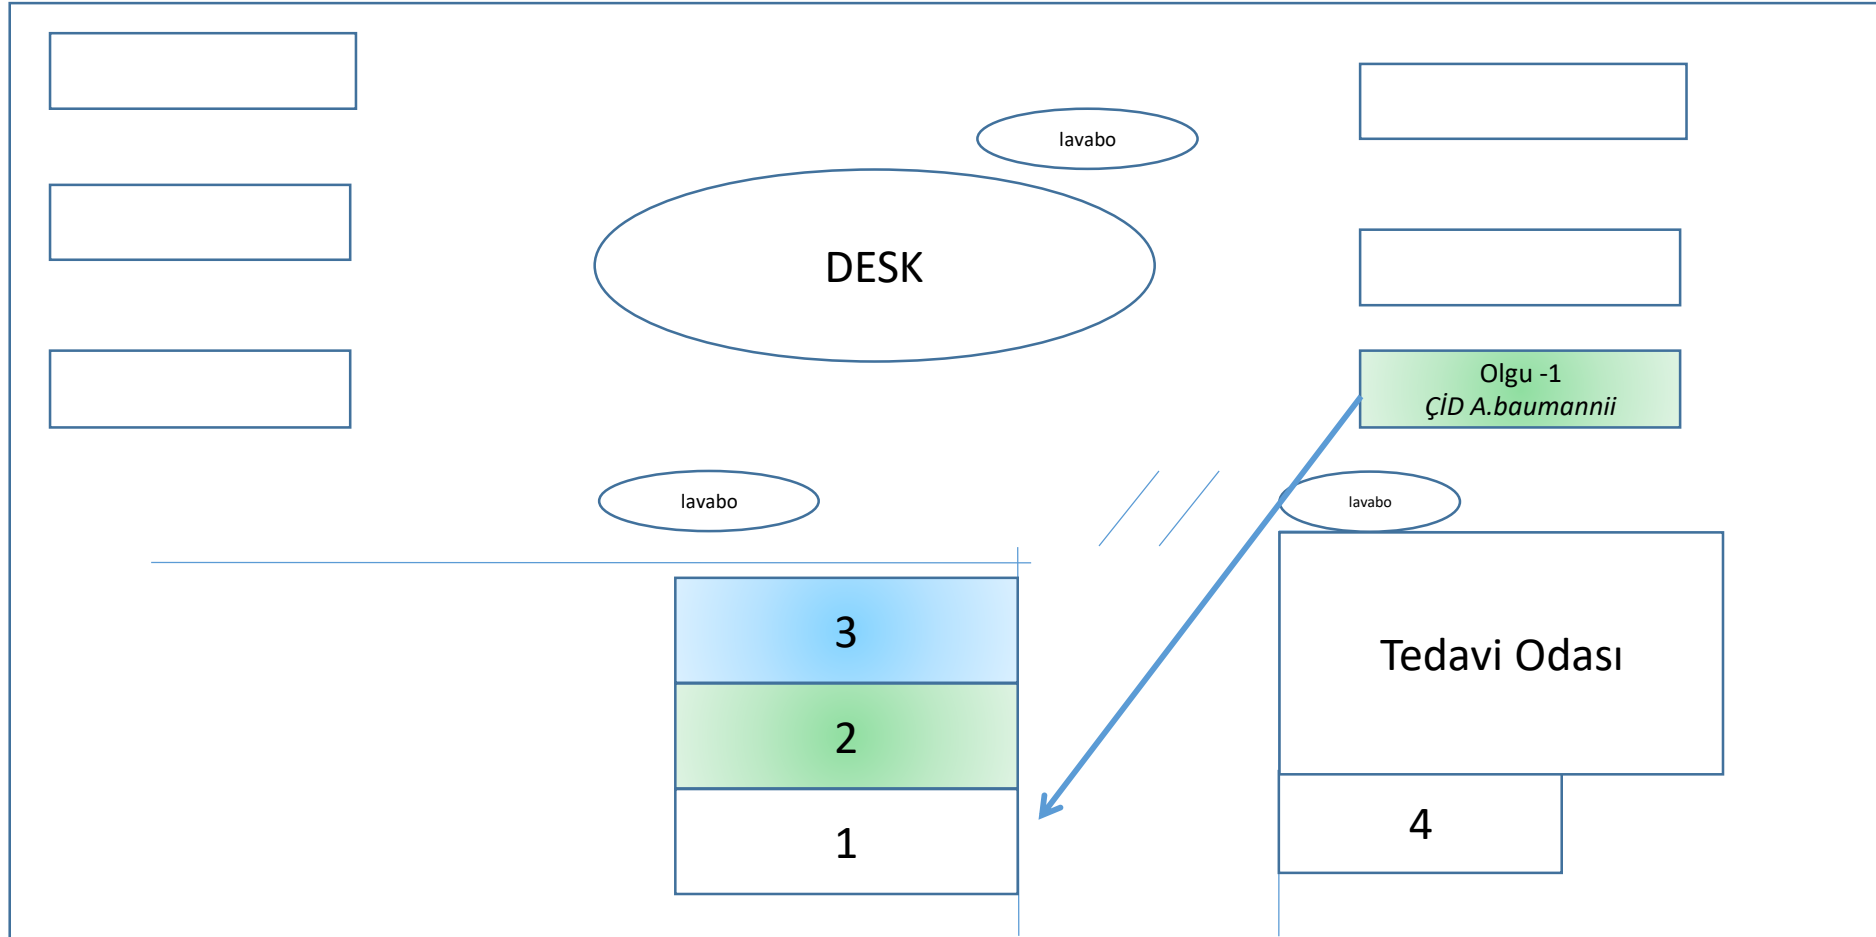 lavabo
DESK
Olgu -1
ÇİD A.baumannii
lavabo
lavabo
3
Tedavi Odası
2
4
1